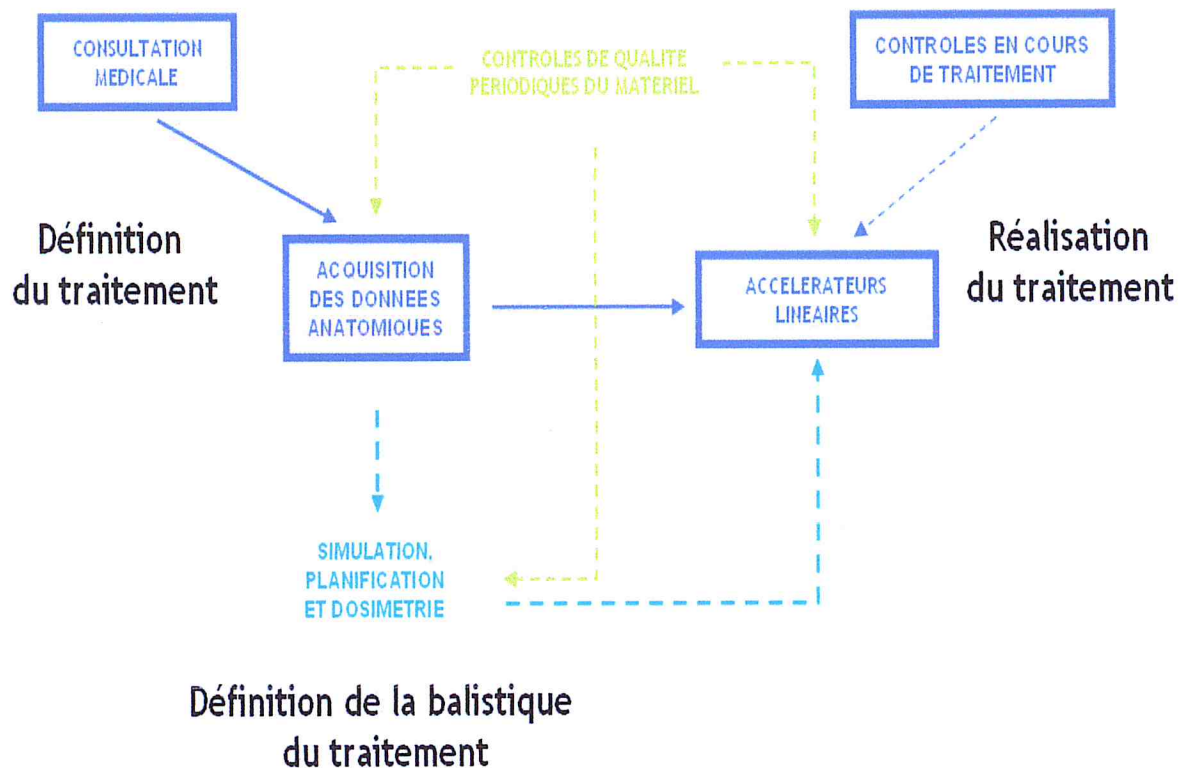 CONSULTATION
MEDICALE
CONTROLES DE QUALITE
PERIODIQUES DU MATERIEL
CONTROLES EN COURS
DE TRAITEMENT
Définition
du traitement
ACQUISITION
DES DONNEES
ANATOMIQUES
ACCELERATEURS
LINEAIRES
Réalisation
du traitement
SIMULATION,
PLANIFICATION
ET DOSIMETRIE
Définition de la balistique
du traitement